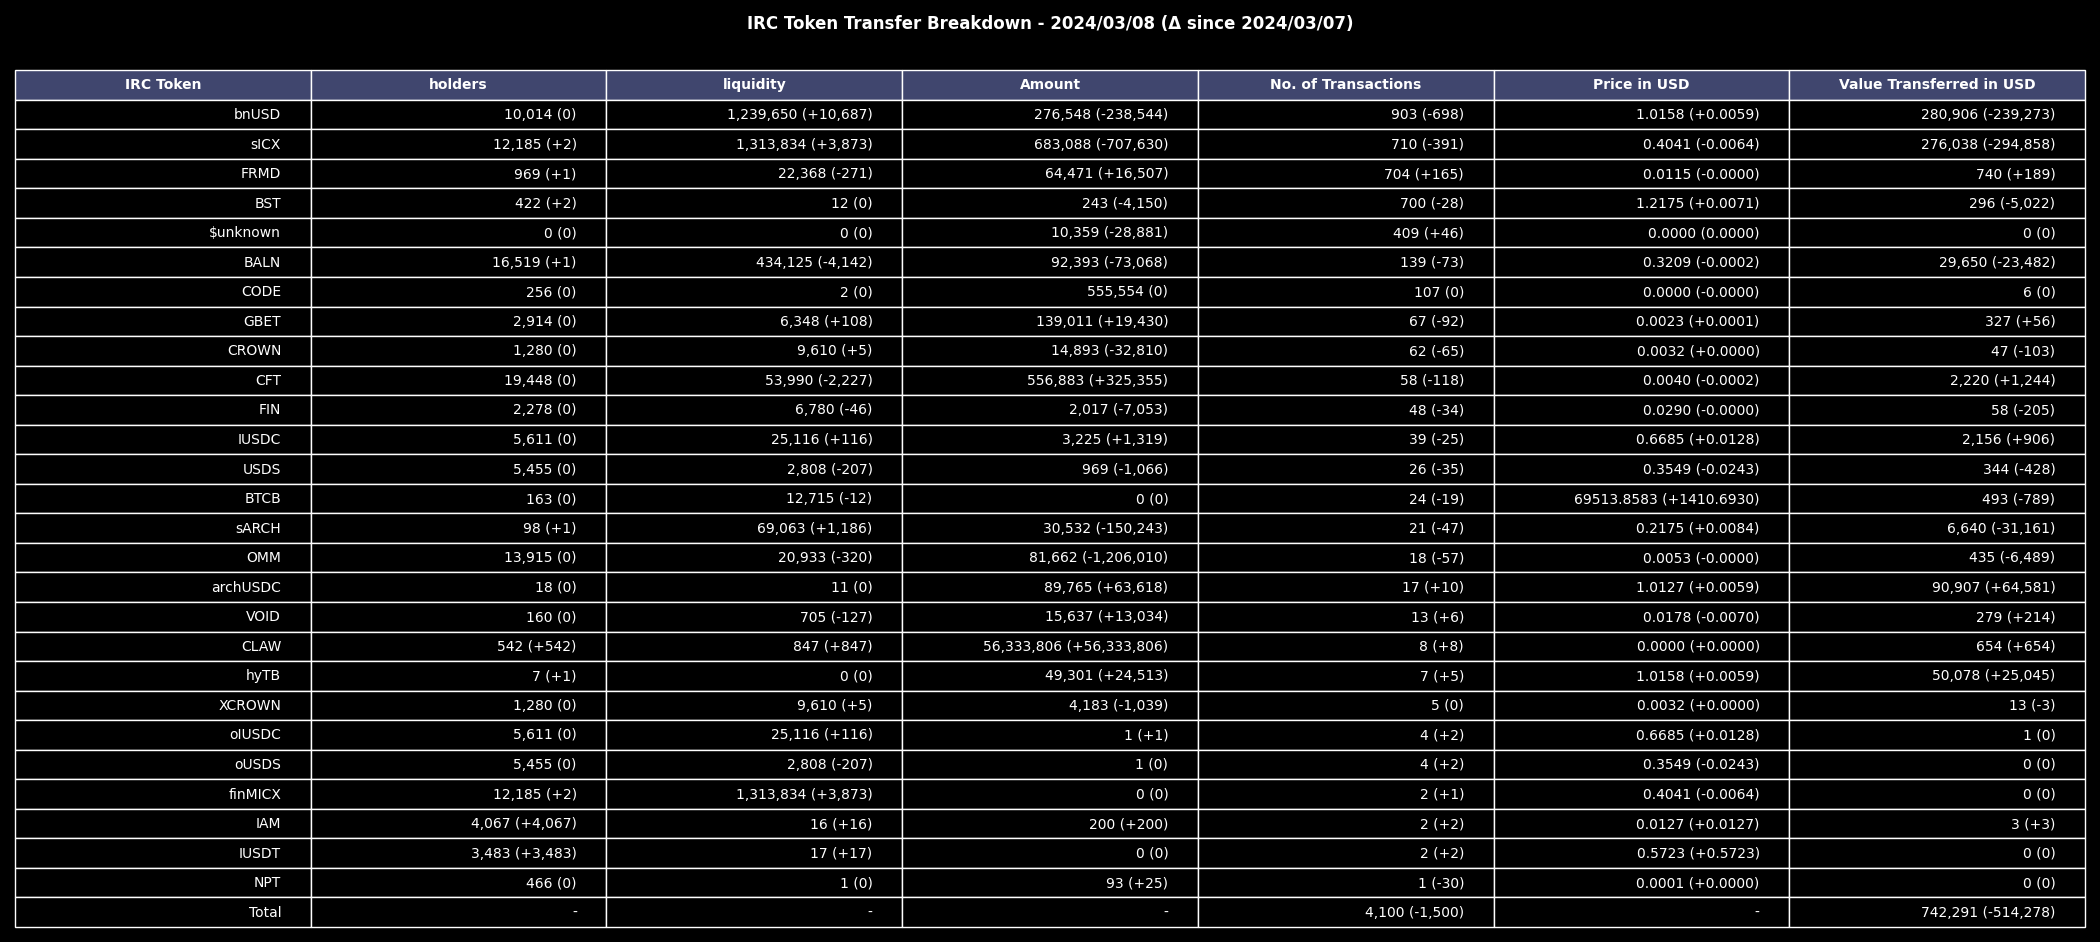 IRC Token Transfer Breakdown - 2024/03/08 (Δ since 2024/03/07)
IRC Token holders liquidity Amount No. of Transactions Price in USD Value Transferred in USD
bnUSD 10,014 (0) 1,239,650 (+10,687) 276,548 (-238,544) 903 (-698) 1.0158 (+0.0059) 280,906 (-239,273)
sICX 12,185 (+2) 1,313,834 (+3,873) 683,088 (-707,630) 710 (-391) 0.4041 (-0.0064) 276,038 (-294,858)
FRMD 969 (+1) 22,368 (-271) 64,471 (+16,507) 704 (+165) 0.0115 (-0.0000) 740 (+189)
BST 422 (+2) 12 (0) 243 (-4,150) 700 (-28) 1.2175 (+0.0071) 296 (-5,022)
$unknown 0 (0) 0 (0) 10,359 (-28,881) 409 (+46) 0.0000 (0.0000) 0 (0)
BALN 16,519 (+1) 434,125 (-4,142) 92,393 (-73,068) 139 (-73) 0.3209 (-0.0002) 29,650 (-23,482)
CODE 256 (0) 2 (0) 555,554 (0) 107 (0) 0.0000 (-0.0000) 6 (0)
GBET 2,914 (0) 6,348 (+108) 139,011 (+19,430) 67 (-92) 0.0023 (+0.0001) 327 (+56)
CROWN 1,280 (0) 9,610 (+5) 14,893 (-32,810) 62 (-65) 0.0032 (+0.0000) 47 (-103)
CFT 19,448 (0) 53,990 (-2,227) 556,883 (+325,355) 58 (-118) 0.0040 (-0.0002) 2,220 (+1,244)
FIN 2,278 (0) 6,780 (-46) 2,017 (-7,053) 48 (-34) 0.0290 (-0.0000) 58 (-205)
IUSDC 5,611 (0) 25,116 (+116) 3,225 (+1,319) 39 (-25) 0.6685 (+0.0128) 2,156 (+906)
USDS 5,455 (0) 2,808 (-207) 969 (-1,066) 26 (-35) 0.3549 (-0.0243) 344 (-428)
BTCB 163 (0) 12,715 (-12) 0 (0) 24 (-19) 69513.8583 (+1410.6930) 493 (-789)
sARCH 98 (+1) 69,063 (+1,186) 30,532 (-150,243) 21 (-47) 0.2175 (+0.0084) 6,640 (-31,161)
OMM 13,915 (0) 20,933 (-320) 81,662 (-1,206,010) 18 (-57) 0.0053 (-0.0000) 435 (-6,489)
archUSDC 18 (0) 11 (0) 89,765 (+63,618) 17 (+10) 1.0127 (+0.0059) 90,907 (+64,581)
VOID 160 (0) 705 (-127) 15,637 (+13,034) 13 (+6) 0.0178 (-0.0070) 279 (+214)
CLAW 542 (+542) 847 (+847) 56,333,806 (+56,333,806) 8 (+8) 0.0000 (+0.0000) 654 (+654)
hyTB 7 (+1) 0 (0) 49,301 (+24,513) 7 (+5) 1.0158 (+0.0059) 50,078 (+25,045)
XCROWN 1,280 (0) 9,610 (+5) 4,183 (-1,039) 5 (0) 0.0032 (+0.0000) 13 (-3)
oIUSDC 5,611 (0) 25,116 (+116) 1 (+1) 4 (+2) 0.6685 (+0.0128) 1 (0)
oUSDS 5,455 (0) 2,808 (-207) 1 (0) 4 (+2) 0.3549 (-0.0243) 0 (0)
finMICX 12,185 (+2) 1,313,834 (+3,873) 0 (0) 2 (+1) 0.4041 (-0.0064) 0 (0)
IAM 4,067 (+4,067) 16 (+16) 200 (+200) 2 (+2) 0.0127 (+0.0127) 3 (+3)
IUSDT 3,483 (+3,483) 17 (+17) 0 (0) 2 (+2) 0.5723 (+0.5723) 0 (0)
NPT 466 (0) 1 (0) 93 (+25) 1 (-30) 0.0001 (+0.0000) 0 (0)
Total - - - 4,100 (-1,500) - 742,291 (-514,278)